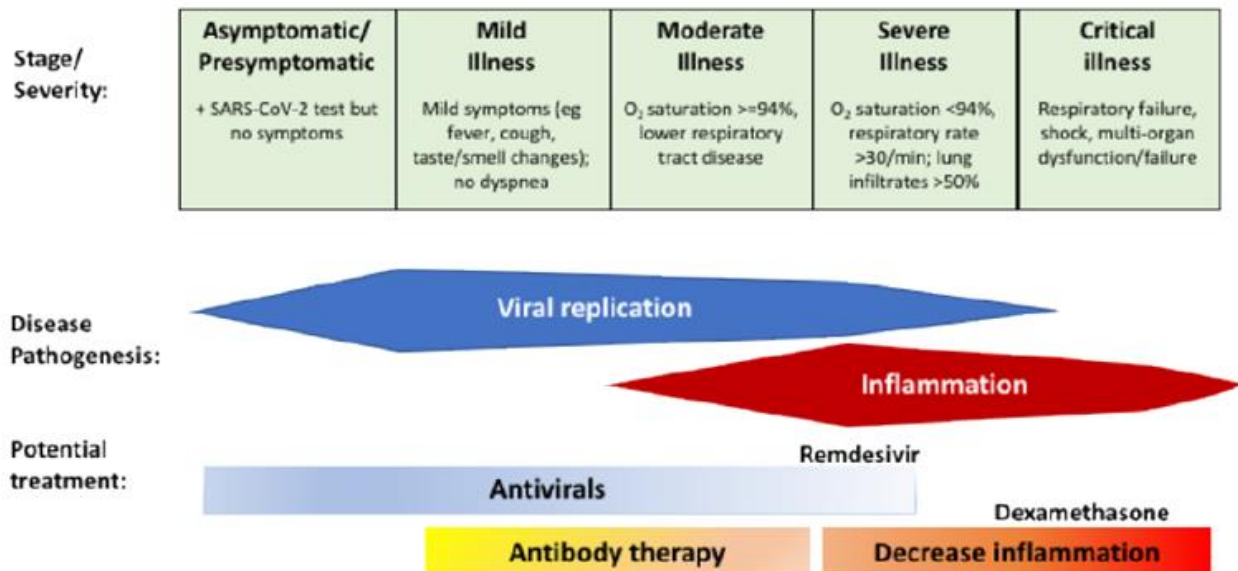 Stage/
Severity:
Asymptomatic/
Presymptomatic
+ SARS-CoV-2 test but
no symptoms
Mild
Illness
Mild symptoms (eg
fever, cough,
taste/smell changes);
no dyspnea
Moderate
Illness
O₂ saturation >=94%,
lower respiratory
tract disease
Severe
Illness
O₂ saturation <94%,
respiratory rate
>30/min; lung
infiltrates >50%
Critical
illness
Respiratory failure,
shock, multi-organ
dysfunction/failure
Disease
Pathogenesis:
Viral replication
Inflammation
Potential
treatment:
Remdesivir
Antivirals
Dexamethasone
Antibody therapy
Decrease inflammation